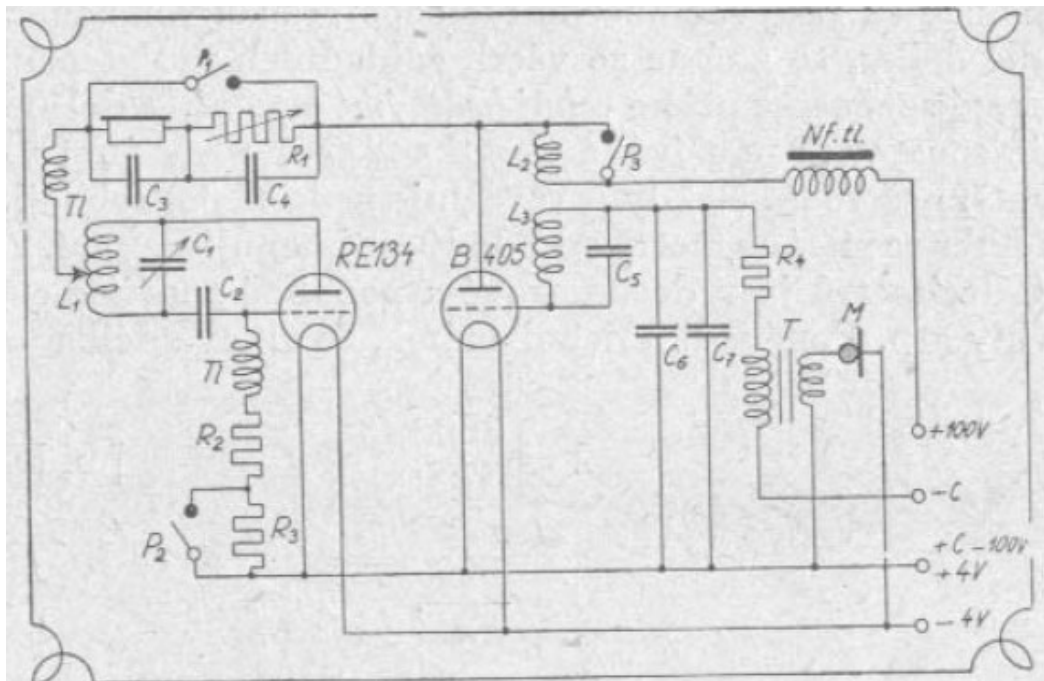 P1
R1
C3
C4
L2
P3
Nf.tl.
Tl
L3
C1
RE134
B 405
C5
R4
L1
C2
M
T
C6
C7
Tl
+100V
R2
-C
P2
R3
+C -100V
+4V
-4V